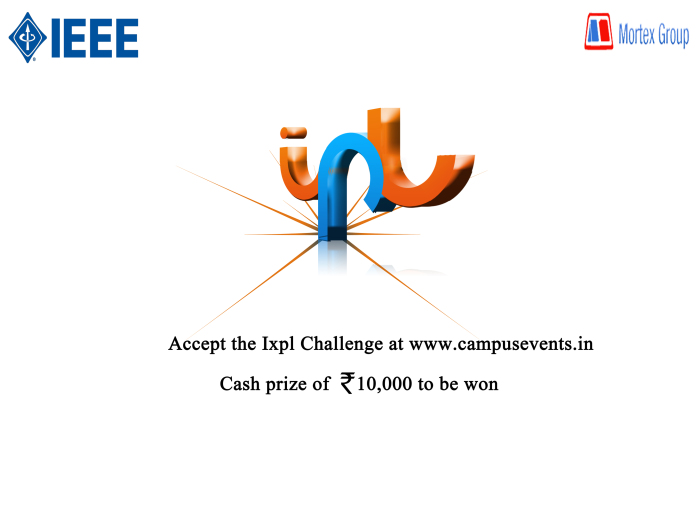 IEEE
Mortex Group
Accept the Ixpl Challenge at www.campusevents.in
Cash prize of ₹10,000 to be won